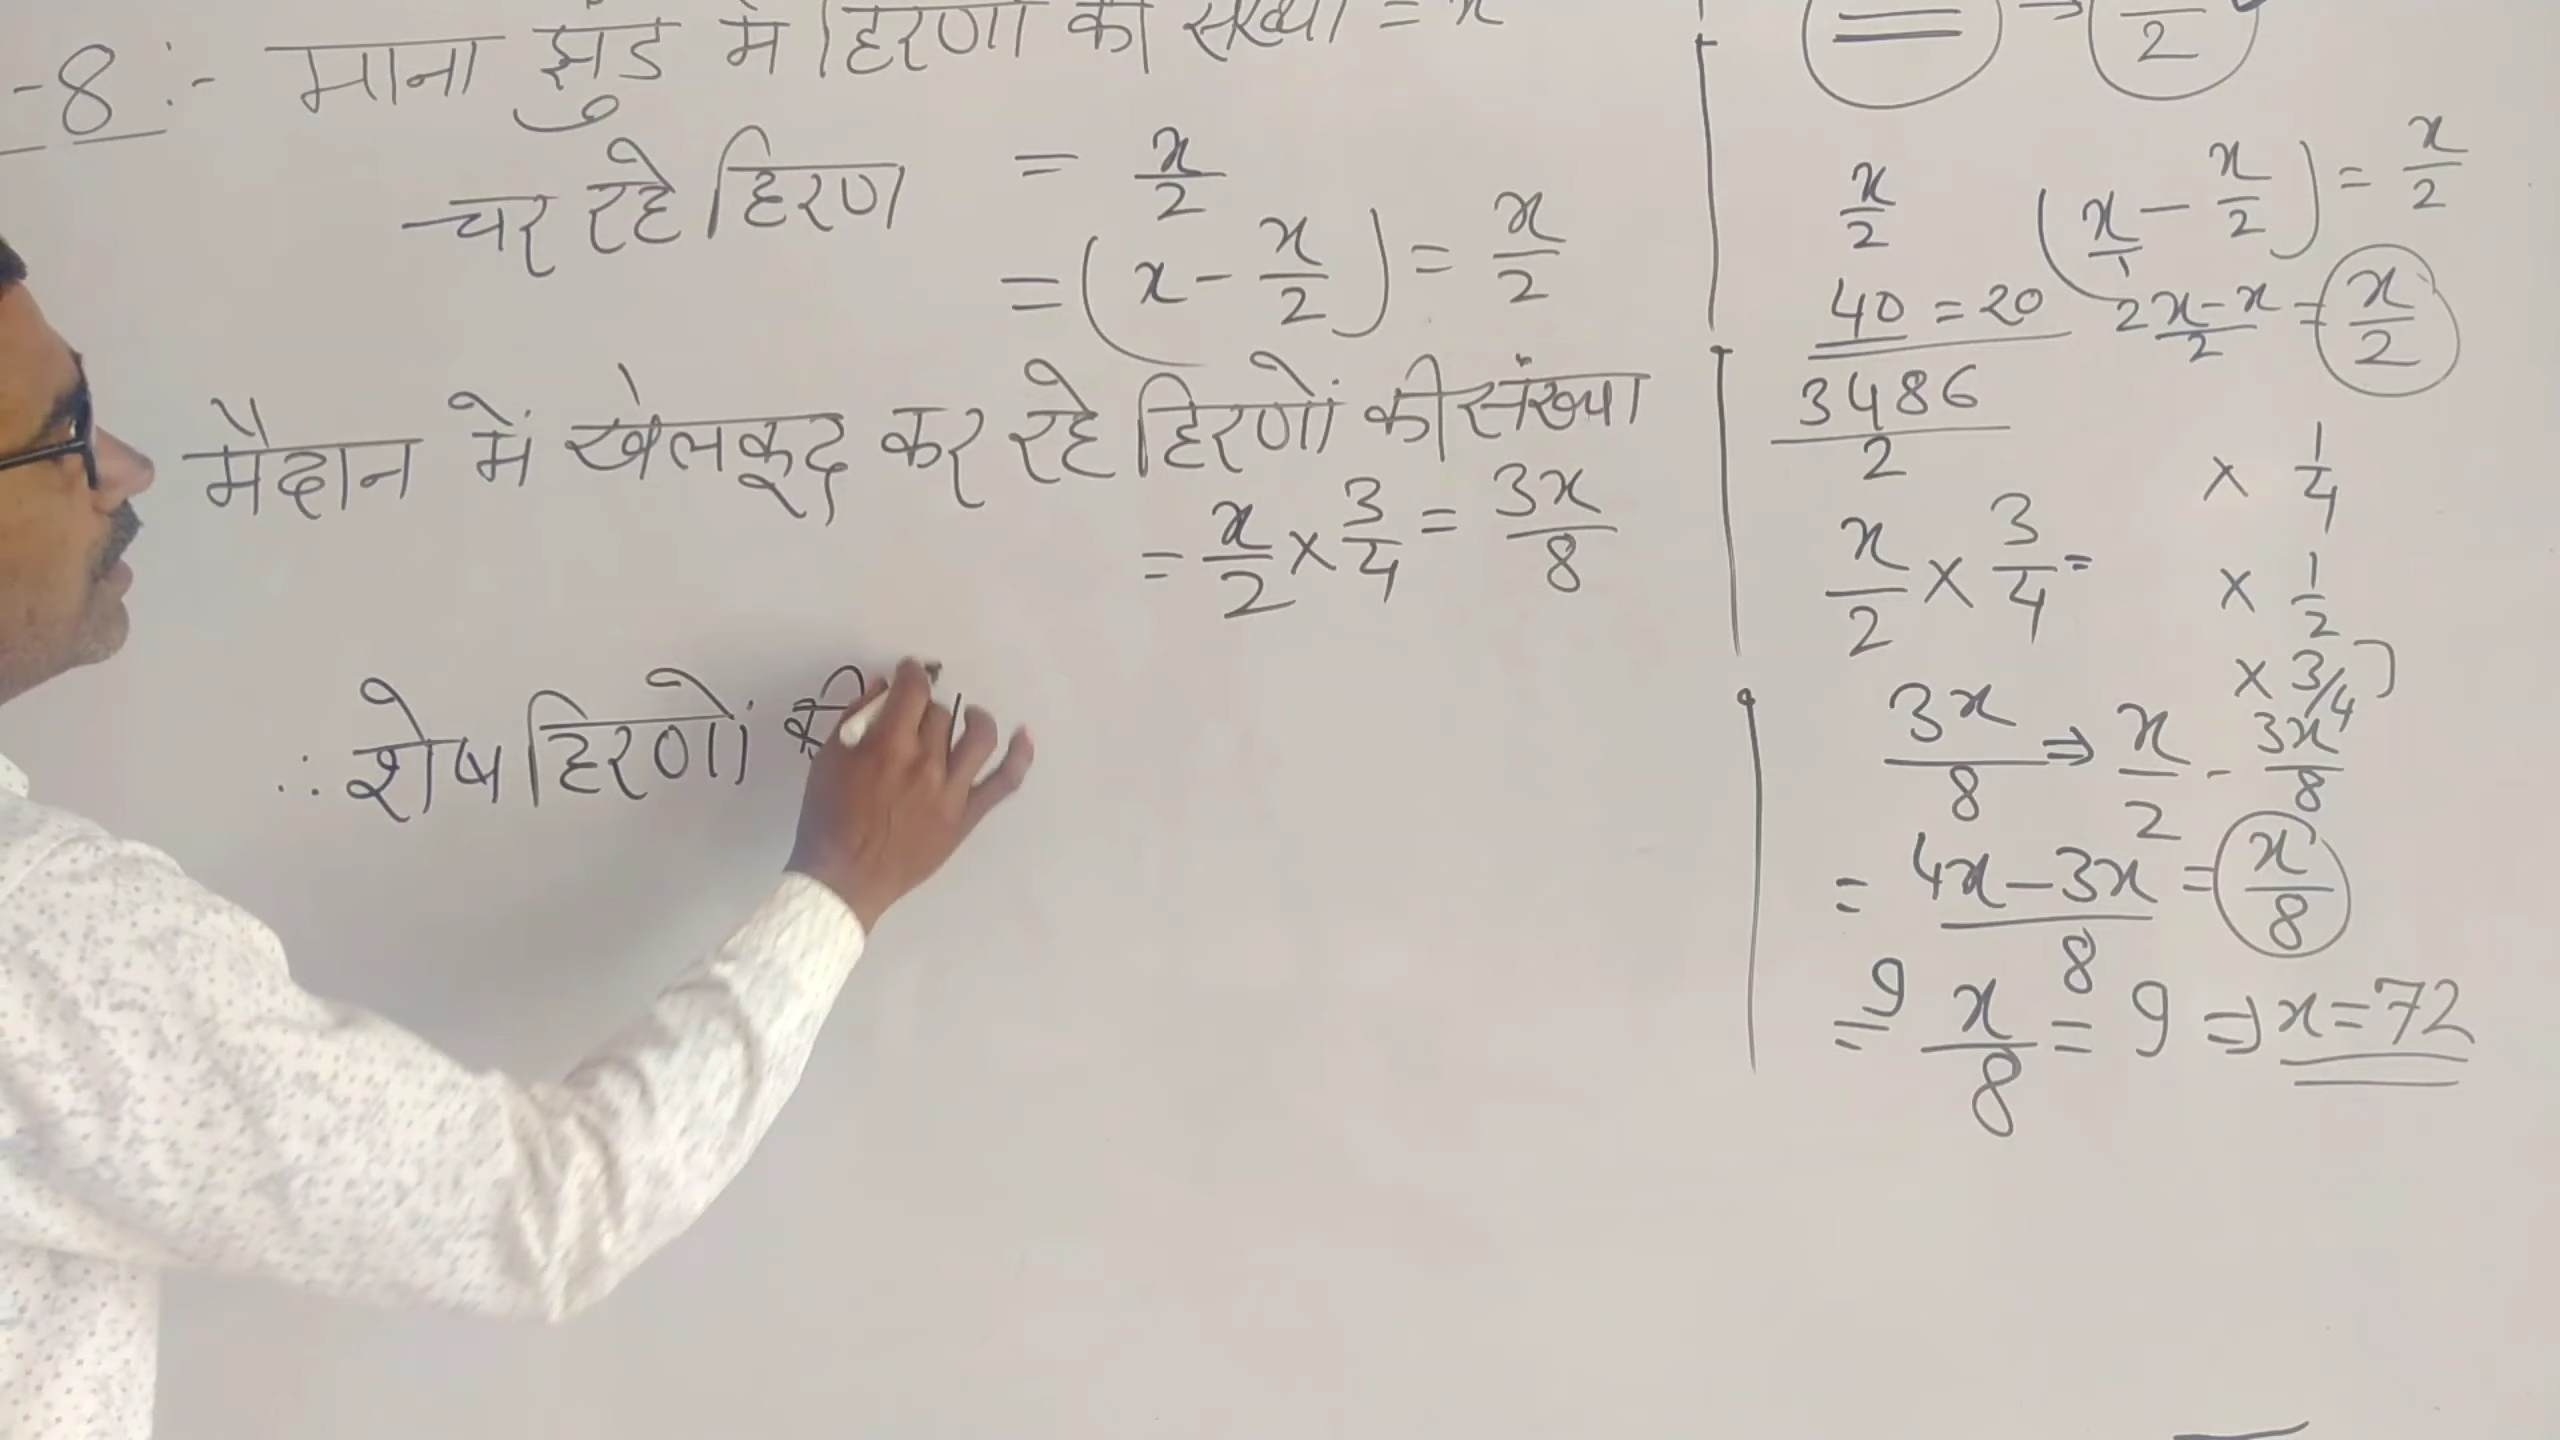 -8 :- माना झुंड में हिरणों की संख्या = x
चर रहे हिरण = x/2
= (x - x/2) = x/2
मैदान में खेलकूद कर रहे हिरणों की संख्या
= x/2 × 3/4 = 3x/8
∴ शेष हिरणों की
2
x/2 (x/1 - x/2) = x/2
40 = 20 2x-x/2 = x/2
3486/2
× 1/4
x/2 × 3/4 = × 1/2
× 3/4
3x/8 ⇒ x/2 - 3x/8
= 4x-3x/8 = x/8
= 9 x/8 = 9 ⇒ x = 72